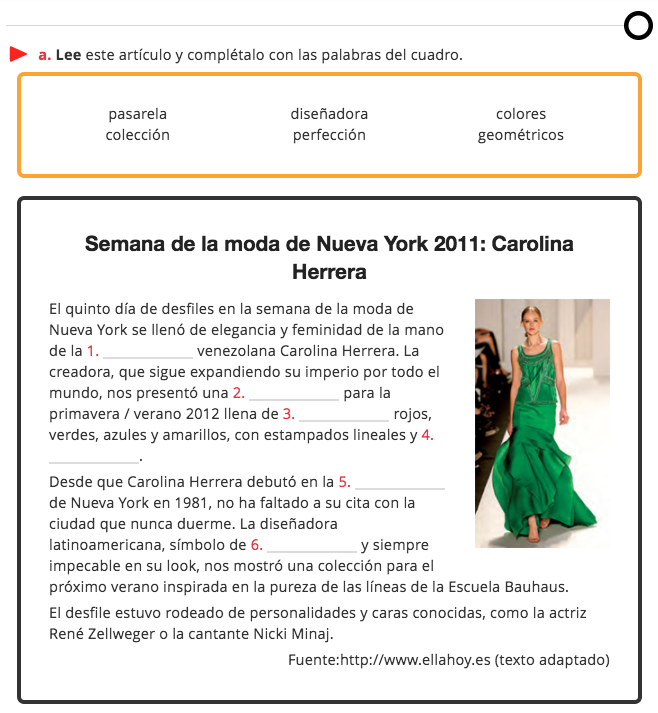 a. Lee este artículo y complétalo con las palabras del cuadro.
pasarela diseñadora colores
colección perfección geométricos
Semana de la moda de Nueva York 2011: Carolina
Herrera
El quinto día de desfiles en la semana de la moda de
Nueva York se llenó de elegancia y feminidad de la mano
de la 1. __________ venezolana Carolina Herrera. La
creadora, que sigue expandiendo su imperio por todo el
mundo, nos presentó una 2. __________ para la
primavera / verano 2012 llena de 3. __________ rojos,
verdes, azules y amarillos, con estampados lineales y 4.
__________.
Desde que Carolina Herrera debutó en la 5. __________
de Nueva York en 1981, no ha faltado a su cita con la
ciudad que nunca duerme. La diseñadora
latinoamericana, símbolo de 6. __________ y siempre
impecable en su look, nos mostró una colección para el
próximo verano inspirada en la pureza de las líneas de la Escuela Bauhaus.
El desfile estuvo rodeado de personalidades y caras conocidas, como la actriz
René Zellweger o la cantante Nicki Minaj.
Fuente:http://www.ellahoy.es (texto adaptado)